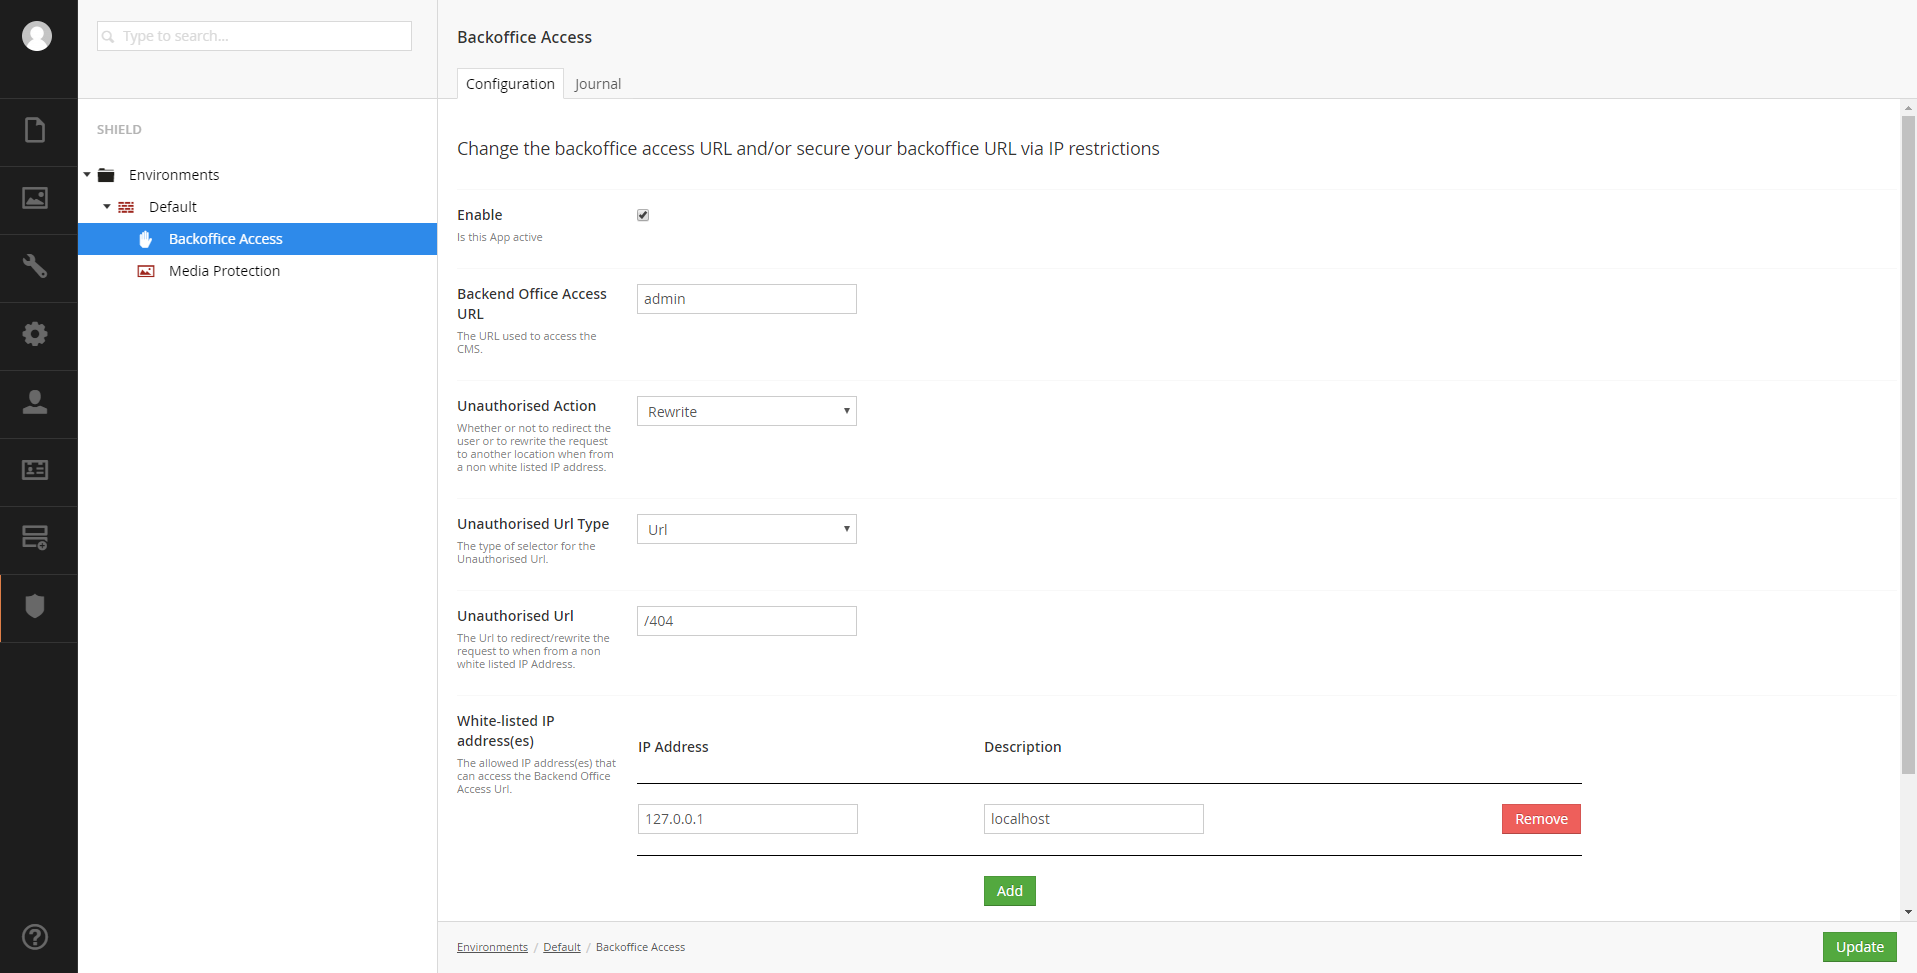 Type to search...
SHIELD
Environments
Default
Backoffice Access
Media Protection
Backoffice Access
Configuration
Journal
Change the backoffice access URL and/or secure your backoffice URL via IP restrictions
Enable
Is this App active
Backend Office Access
URL
The URL used to access the
CMS.
admin
Unauthorised Action
Whether or not to redirect the
user or to rewrite the request
to another location when from
a non white listed IP address.
Rewrite
Unauthorised Url Type
The type of selector for the
Unauthorised Url.
Url
Unauthorised Url
The Url to redirect/rewrite the
request to when from a non
white listed IP Address.
/404
White-listed IP
address(es)
The allowed IP address(es) that
can access the Backend Office
Access Url.
IP Address
Description
127.0.0.1
localhost
Remove
Add
Environments / Default / Backoffice Access
Update